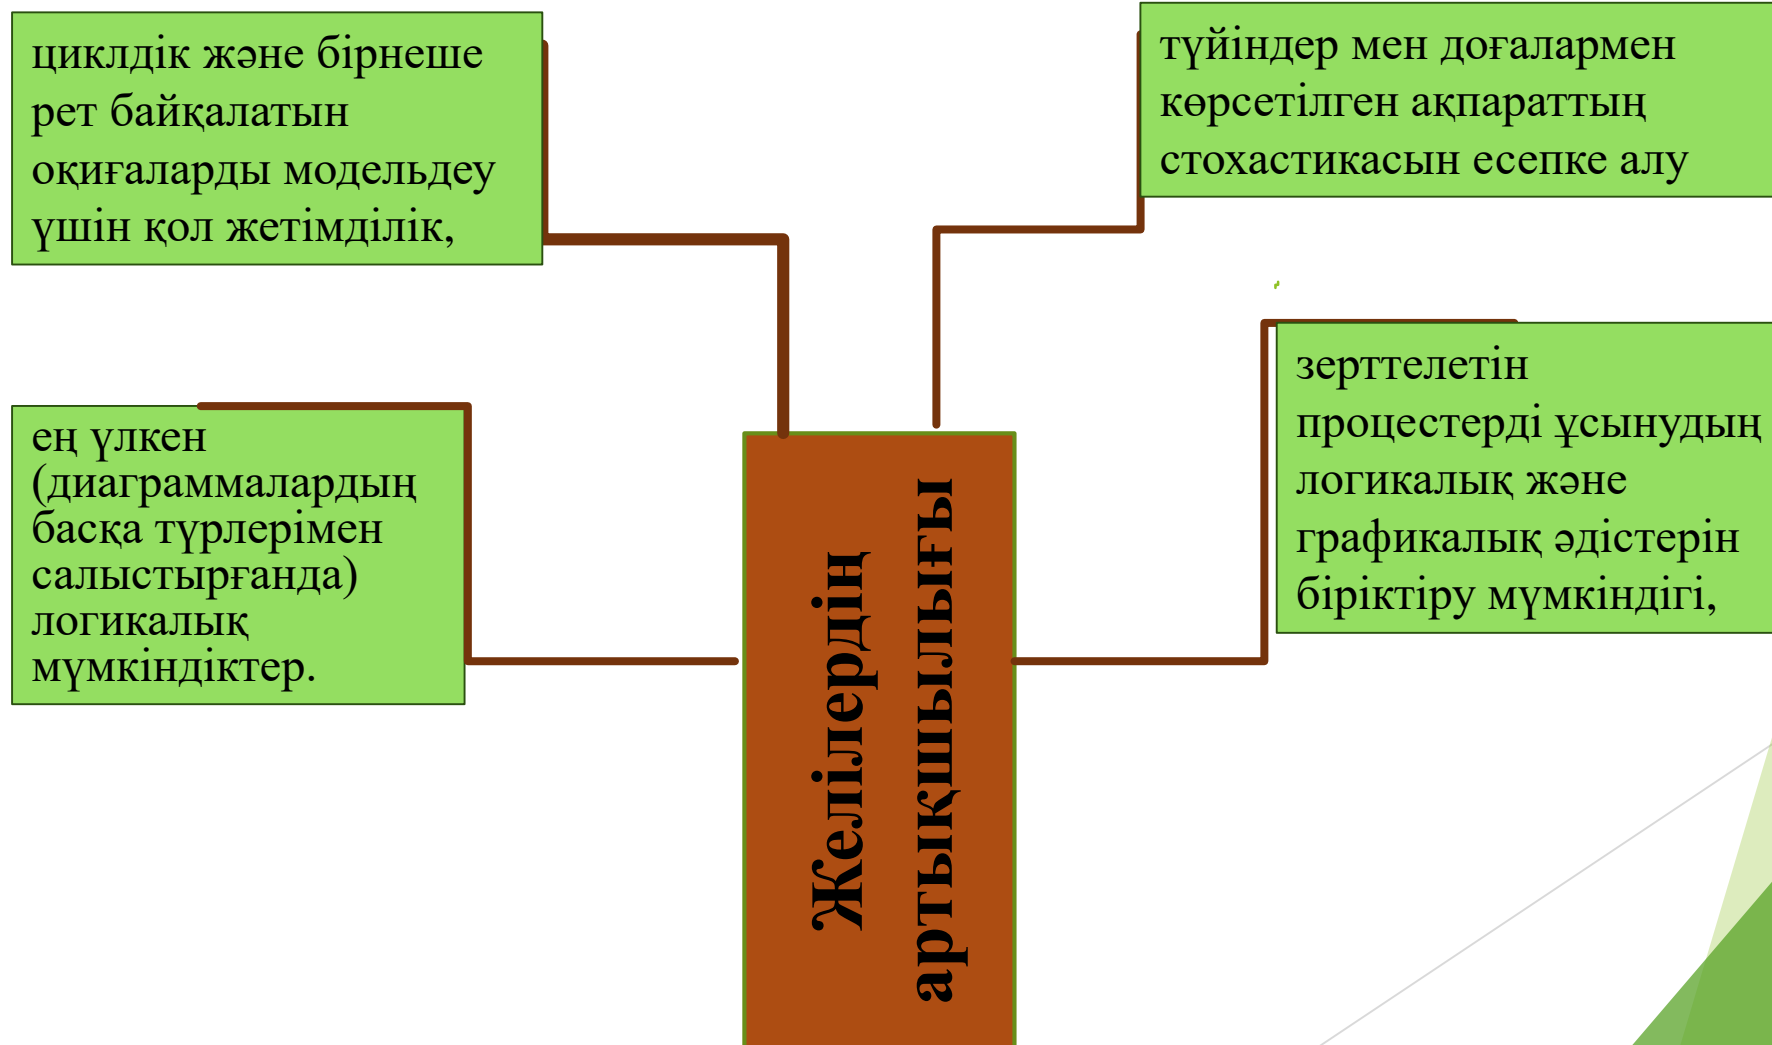 циклдік және бірнеше
рет байқалатын
оқиғаларды модельдеу
үшін қол жетімділік,
түйіндер мен доғалармен
көрсетілген ақпараттың
стохастикасын есепке алу
ең үлкен
(диаграммалардың
басқа түрлерімен
салыстырғанда)
логикалық
мүмкіндіктер.
зерттелетін
процестерді ұсынудың
логикалық және
графикалық әдістерін
біріктіру мүмкіндігі,
Желілердің
артықшылығы